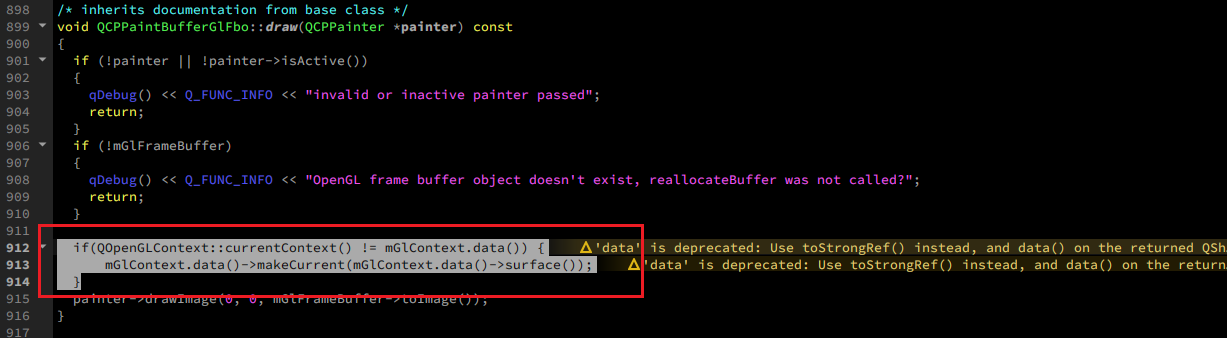 898 /* inherits documentation from base class */
899 void QCPPaintBufferGlFbo::draw(QCPPainter *painter) const
900 {
901   if (!painter || !painter->isActive())
902   {
903     qDebug() << Q_FUNC_INFO << "invalid or inactive painter passed";
904     return;
905   }
906   if (!mGlFrameBuffer)
907   {
908     qDebug() << Q_FUNC_INFO << "OpenGL frame buffer object doesn't exist, reallocateBuffer was not called?";
909     return;
910   }
911
912   if(QOpenGLContext::currentContext() != mGlContext.data()) { 'data' is deprecated: Use toStrongRef() instead, and data() on the returned QSh
913       mGlContext.data()->makeCurrent(mGlContext.data()->surface()); 'data' is deprecated: Use toStrongRef() instead, and data() on the return
914   }
915   painter->drawImage(0, 0, mGlFrameBuffer->toImage());
916 }
917